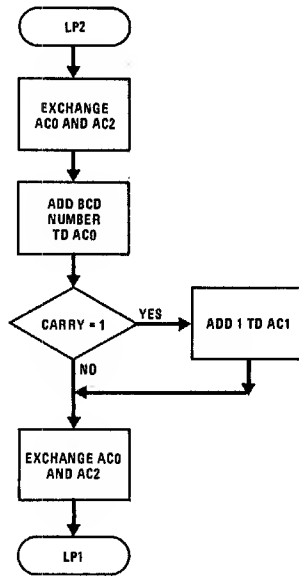 LP2
EXCHANGE
AC0 AND AC2
ADD BCD
NUMBER
TD AC0
CARRY = 1
YES
ADD 1 TD AC1
NO
EXCHANGE AC0
AND AC2
LP1